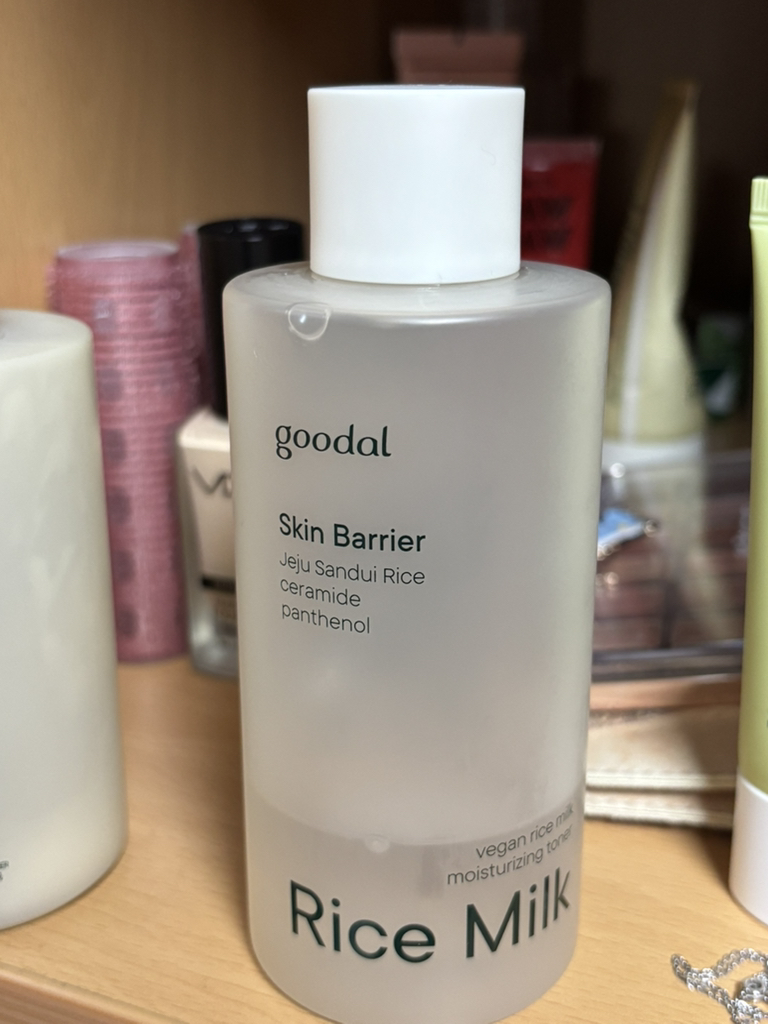 goodal
Skin Barrier
Jeju Sandui Rice
ceramide
panthenol
vegan rice milk
moisturizing toner
Rice Milk